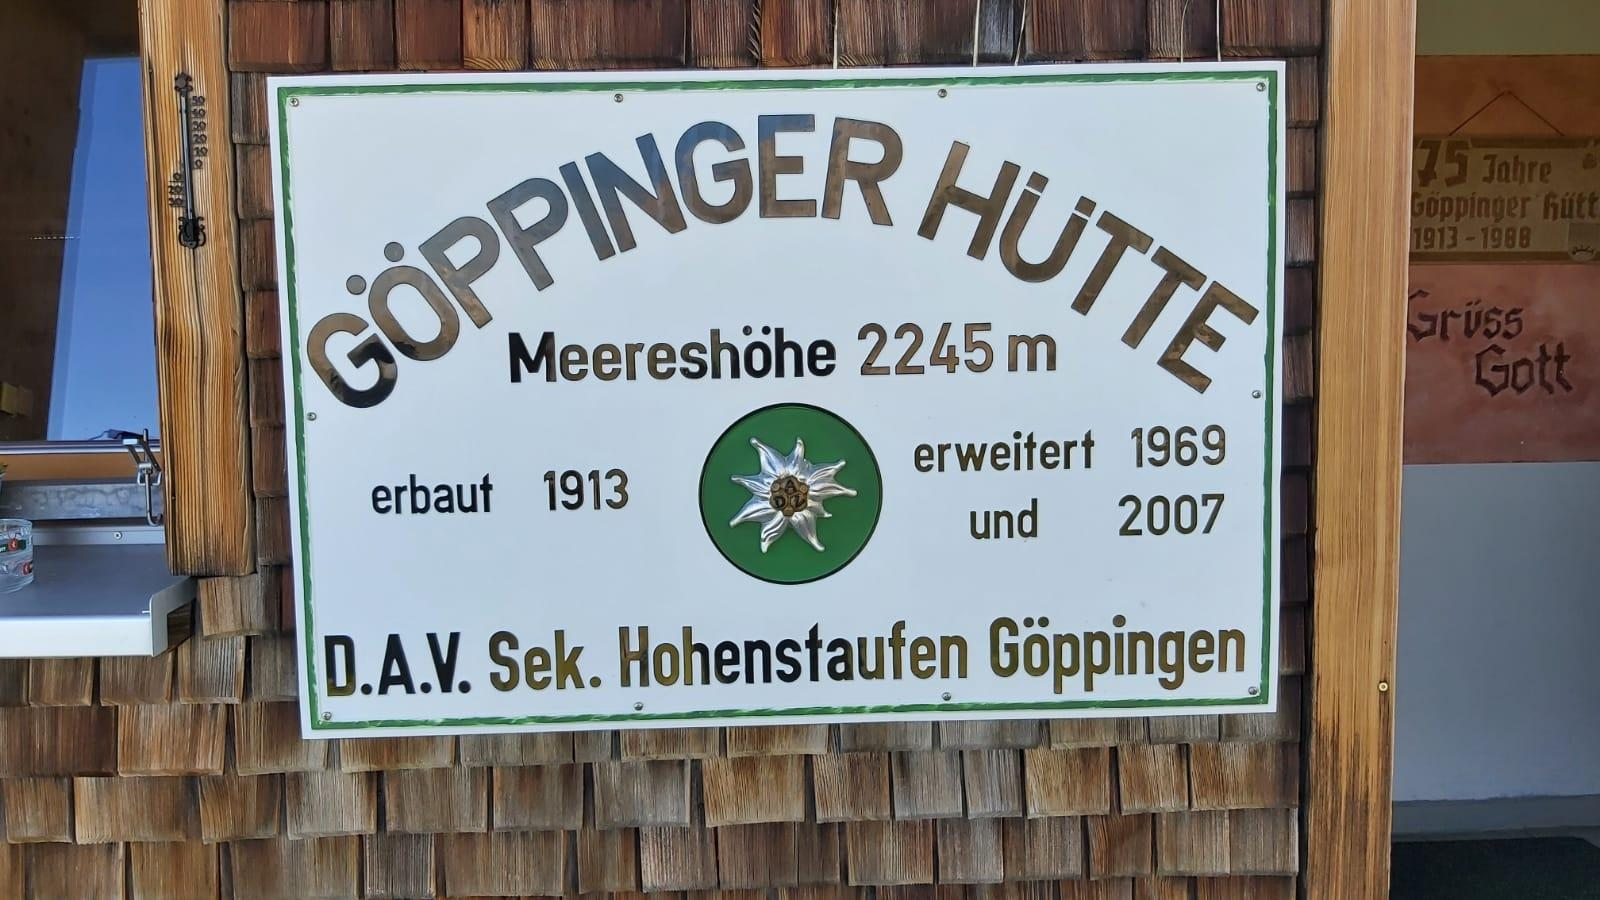 GÖPPINGER HÜTTE
Meereshöhe 2245 m
erbaut 1913
erweitert 1969
und 2007
D.A.V. Sek. Hohenstaufen Göppingen
75 Jahre
Göppinger Hütt
1913 - 1988
Grüss
Gott